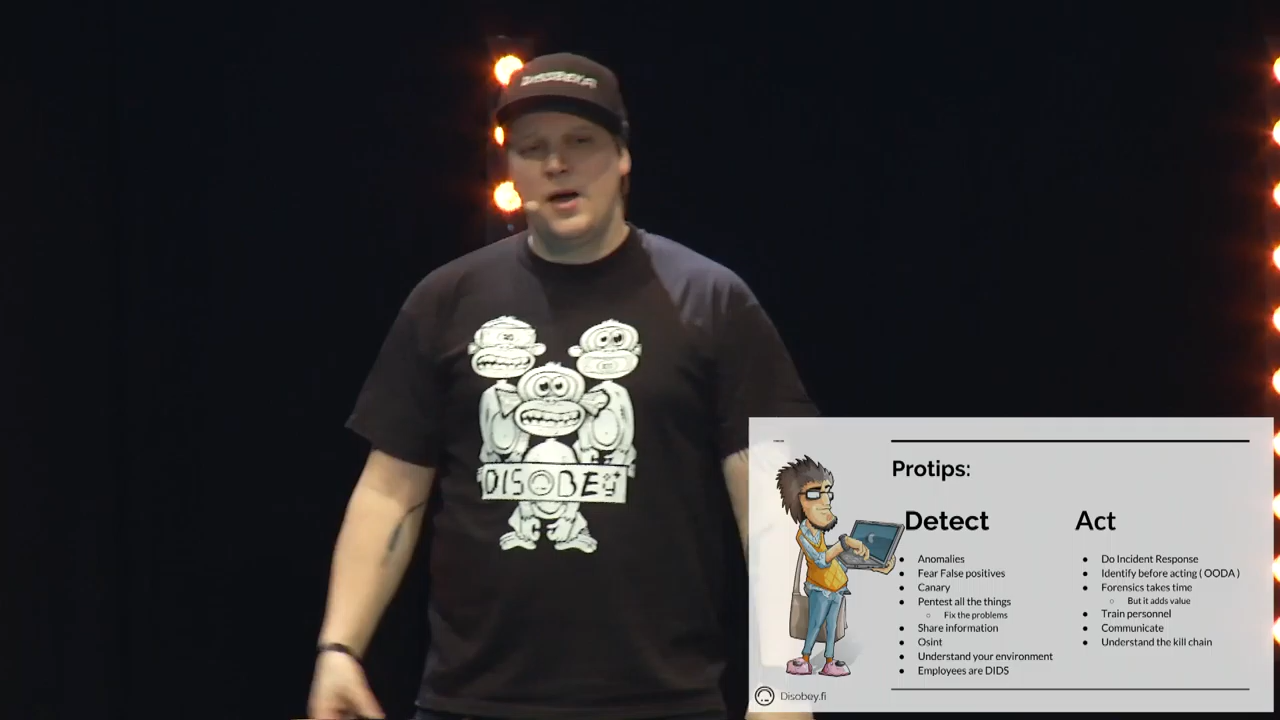 DISOBEY
Protips:
Detect
Anomalies
Fear False positives
Canary
Pentest all the things
Fix the problems
Share information
Osint
Understand your environment
Employees are DIDS
Act
Do Incident Response
Identify before acting ( OODA )
Forensics takes time
But it adds value
Train personnel
Communicate
Understand the kill chain
Disobey.fi